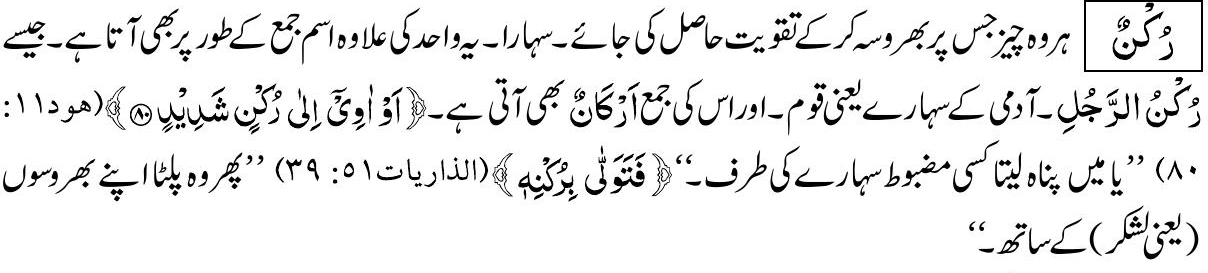 رُكْنٌ ہر وہ چیز جس پر بھروسہ کر کے تقویت حاصل کی جائے۔ سہارا۔ یہ واحد کی علاوہ اسم جمع کے طور پر بھی آتا ہے۔ جیسے
رُكْنُ الرَّجُلِ۔ آدمی کے سہارے یعنی قوم۔ اور اس کی جمع اَرْكَانٌ بھی آتی ہے۔ ﴿ اَوْ اٰوِیْٓ اِلٰی رُكْنٍ شَدِیْدٍ ۸۰ ﴾ (ھود ۱۱:
۸۰) ’’یا میں پناہ لیتا کسی مضبوط سہارے کی طرف۔‘‘ ﴿ فَتَوَلّٰی بِرُكْنِهٖ ﴾ (الذاریات ۵۱: ۳۹) ’’پھر وہ پلٹا اپنے بھروسوں
(یعنی لشکر) کے ساتھ۔‘‘